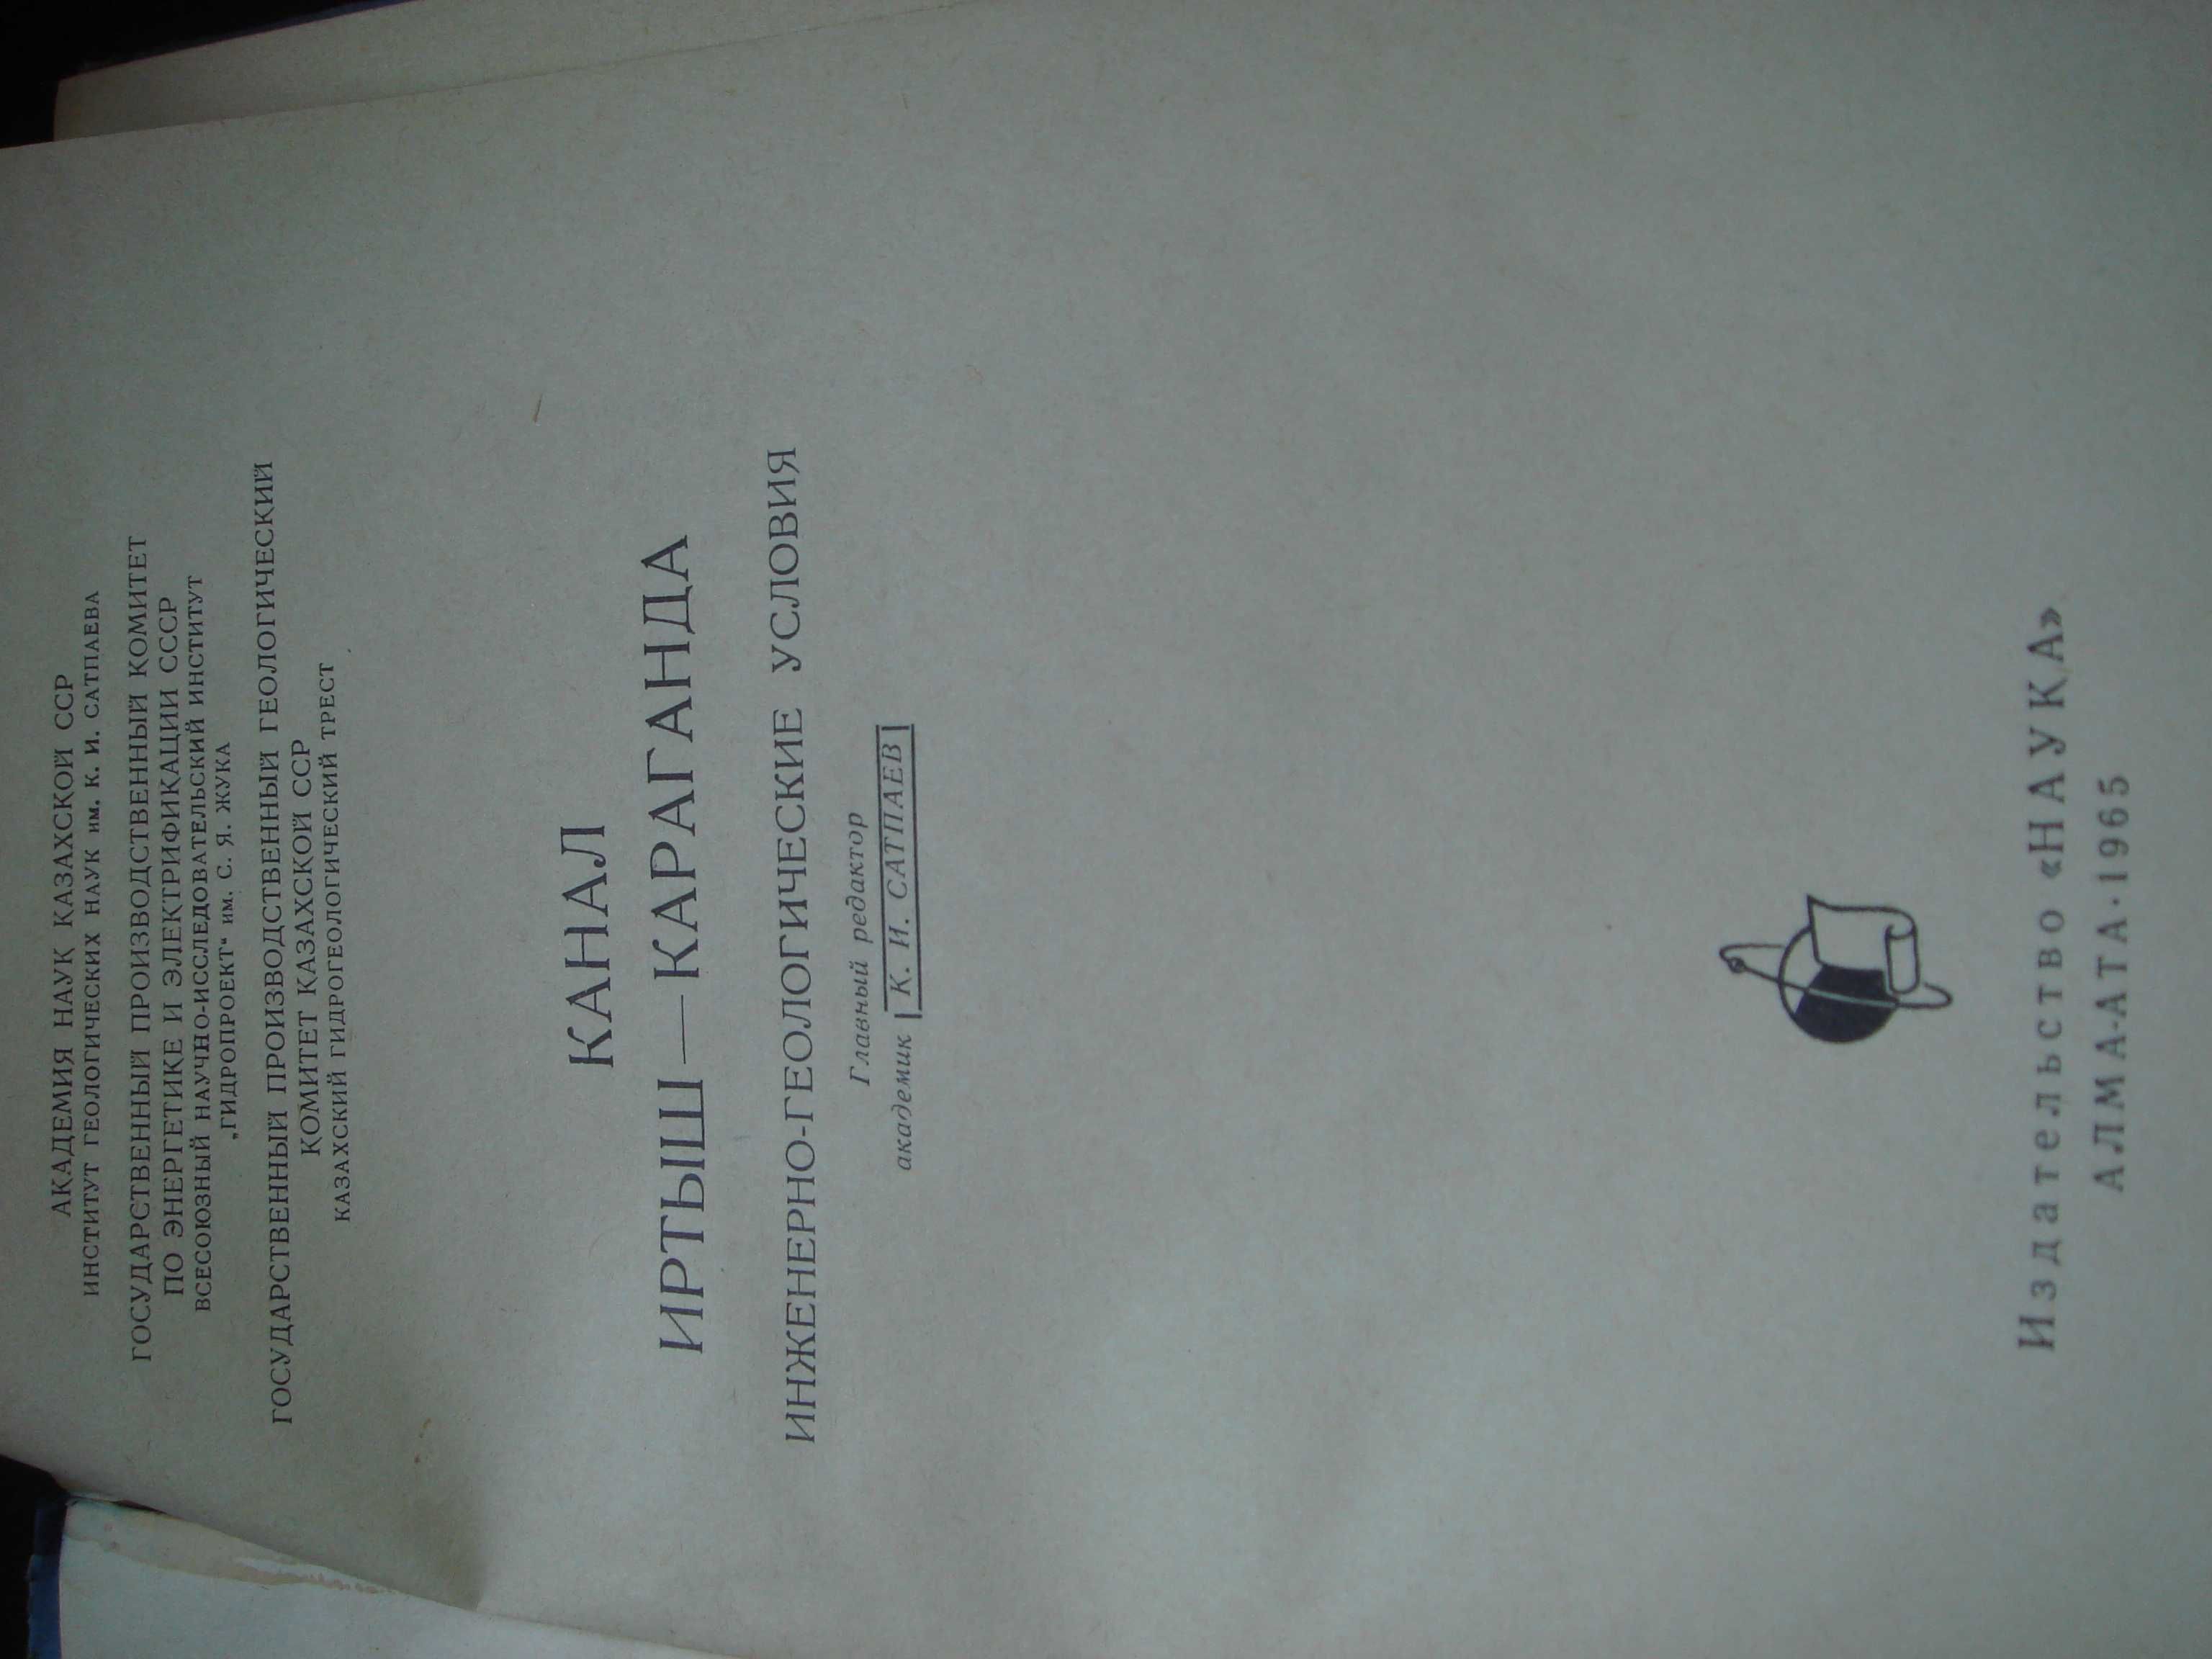 АКАДЕМИЯ НАУК КАЗАХСКОЙ ССР
ИНСТИТУТ ГЕОЛОГИЧЕСКИХ НАУК им. К. И. САТПАЕВА
ГОСУДАРСТВЕННЫЙ ПРОИЗВОДСТВЕННЫЙ КОМИТЕТ
ПО ЭНЕРГЕТИКЕ И ЭЛЕКТРИФИКАЦИИ СССР
ВСЕСОЮЗНЫЙ НАУЧНО-ИССЛЕДОВАТЕЛЬСКИЙ ИНСТИТУТ
„ГИДРОПРОЕКТ“ им. С. Я. ЖУКА
ГОСУДАРСТВЕННЫЙ ПРОИЗВОДСТВЕННЫЙ ГЕОЛОГИЧЕСКИЙ
КОМИТЕТ КАЗАХСКОЙ ССР
КАЗАХСКИЙ ГИДРОГЕОЛОГИЧЕСКИЙ ТРЕСТ
КАНАЛ
ИРТЫШ — КАРАГАНДА
ИНЖЕНЕРНО-ГЕОЛОГИЧЕСКИЕ УСЛОВИЯ
Главный редактор
академик К. И. САТПАЕВ
Издательство «НАУКА»
АЛМА-АТА · 1965